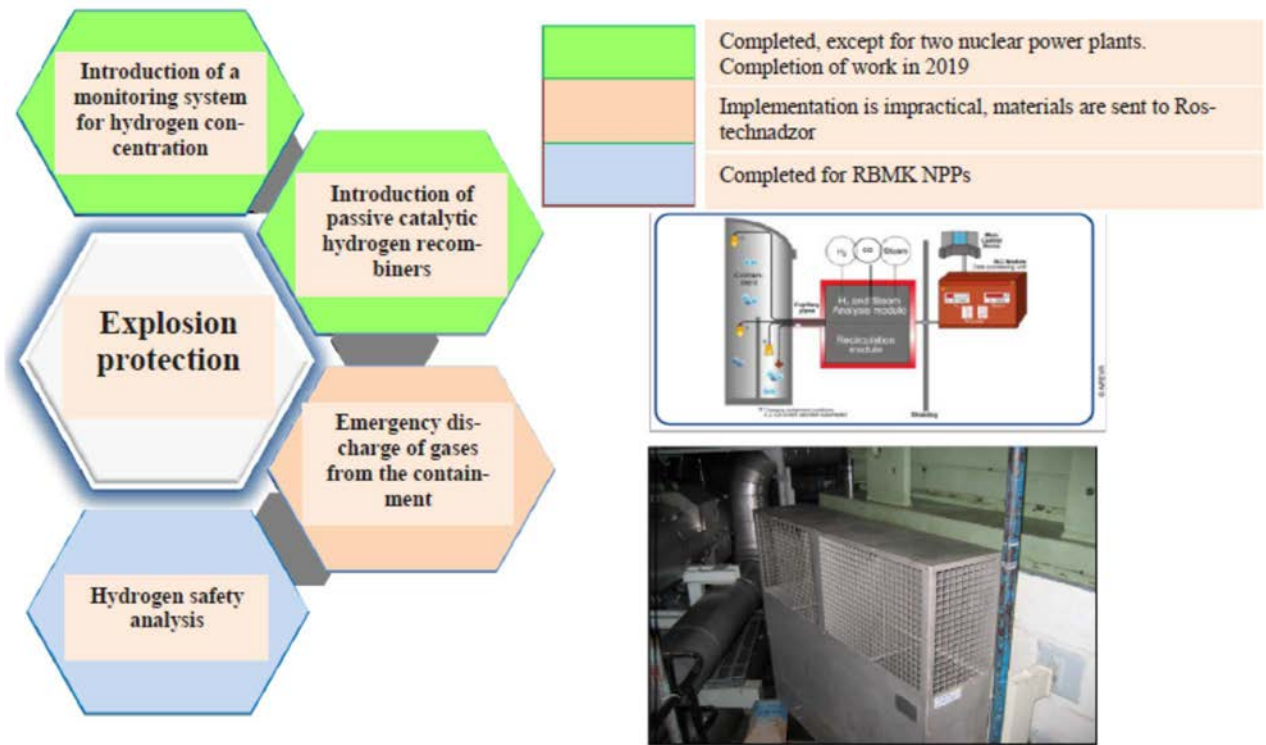 Introduction of a
monitoring system
for hydrogen con-
centration
Introduction of
passive catalytic
hydrogen recom-
biners
Explosion
protection
Emergency dis-
charge of gases
from the contain-
ment
Hydrogen safety
analysis
Completed, except for two nuclear power plants.
Completion of work in 2019
Implementation is impractical, materials are sent to Ros-
technadzor
Completed for RBMK NPPs
H₂
Steam
H₂ and Steam
Analysis module
Recirculation
module
Shielding